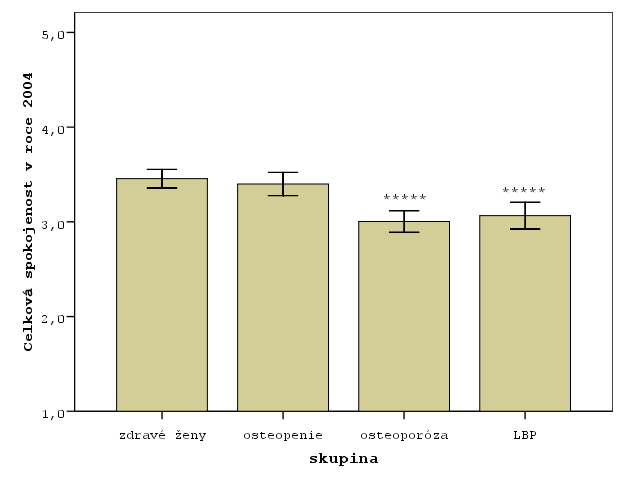 Celková spokojenost v roce 2004
5,0
4,0
3,0
2,0
1,0
*****
*****
zdravé ženy
osteopenie
osteoporóza
LBP
skupina